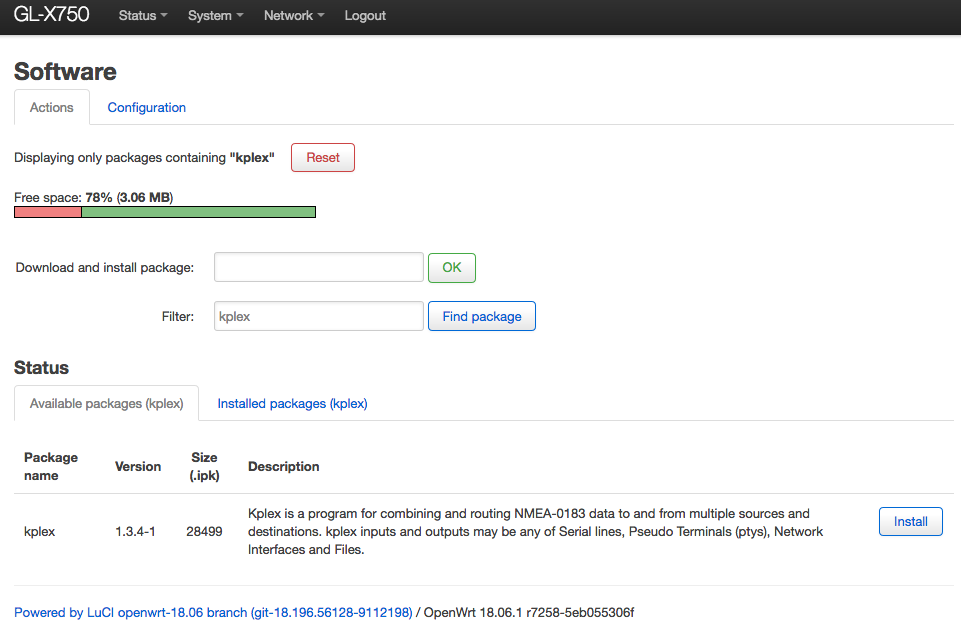 GL-X750 Status System Network Logout
Software
Actions Configuration
Displaying only packages containing "kplex" Reset
Free space: 78% (3.06 MB)
Download and install package: OK
Filter: kplex Find package
Status
Available packages (kplex) Installed packages (kplex)
Package name Version Size (.ipk) Description
kplex 1.3.4-1 28499 Kplex is a program for combining and routing NMEA-0183 data to and from multiple sources and
destinations. kplex inputs and outputs may be any of Serial lines, Pseudo Terminals (ptys), Network
Interfaces and Files. Install
Powered by LuCI openwrt-18.06 branch (git-18.196.56128-9112198) / OpenWrt 18.06.1 r7258-5eb055306f